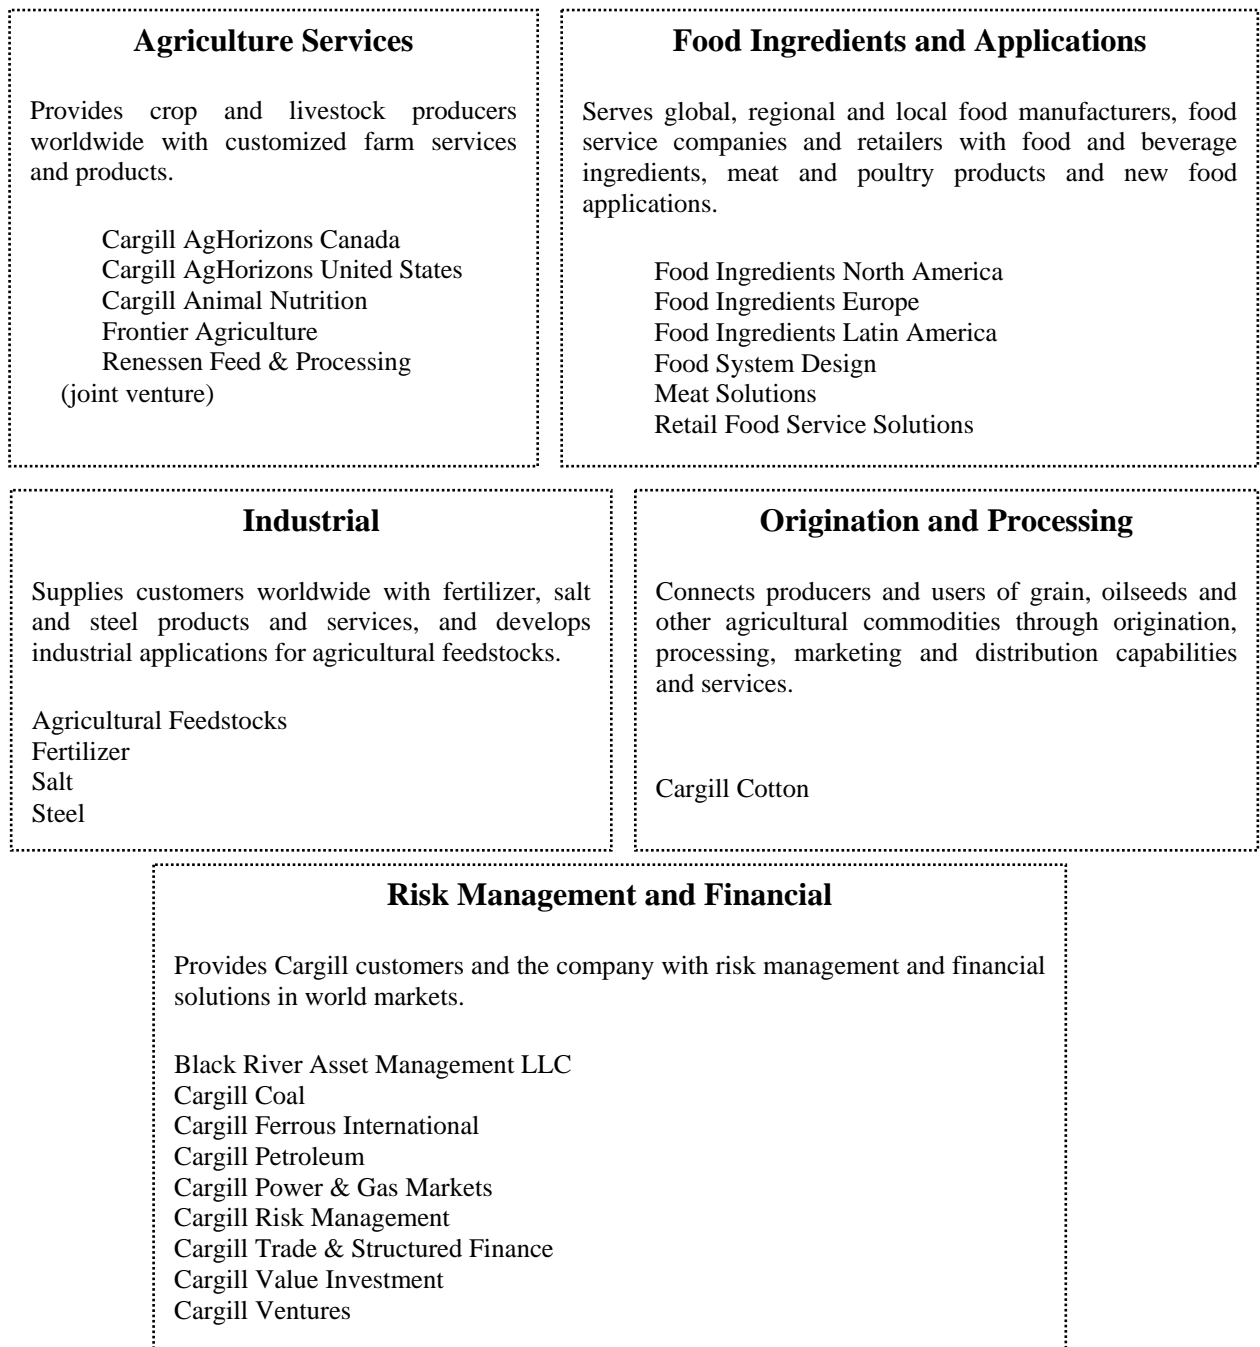 Agriculture Services
Provides crop and livestock producers
worldwide with customized farm services
and products.
Cargill AgHorizons Canada
Cargill AgHorizons United States
Cargill Animal Nutrition
Frontier Agriculture
Renessen Feed & Processing
(joint venture)
Food Ingredients and Applications
Serves global, regional and local food manufacturers, food
service companies and retailers with food and beverage
ingredients, meat and poultry products and new food
applications.
Food Ingredients North America
Food Ingredients Europe
Food Ingredients Latin America
Food System Design
Meat Solutions
Retail Food Service Solutions
Industrial
Supplies customers worldwide with fertilizer, salt
and steel products and services, and develops
industrial applications for agricultural feedstocks.
Agricultural Feedstocks
Fertilizer
Salt
Steel
Origination and Processing
Connects producers and users of grain, oilseeds and
other agricultural commodities through origination,
processing, marketing and distribution capabilities
and services.
Cargill Cotton
Risk Management and Financial
Provides Cargill customers and the company with risk management and financial
solutions in world markets.
Black River Asset Management LLC
Cargill Coal
Cargill Ferrous International
Cargill Petroleum
Cargill Power & Gas Markets
Cargill Risk Management
Cargill Trade & Structured Finance
Cargill Value Investment
Cargill Ventures